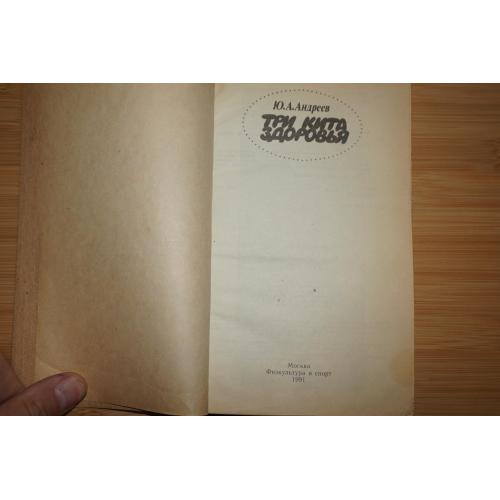 Ю.А.Андреев
ТРИ КИТА
ЗДОРОВЬЯ
Москва
Физкультура и спорт
1991